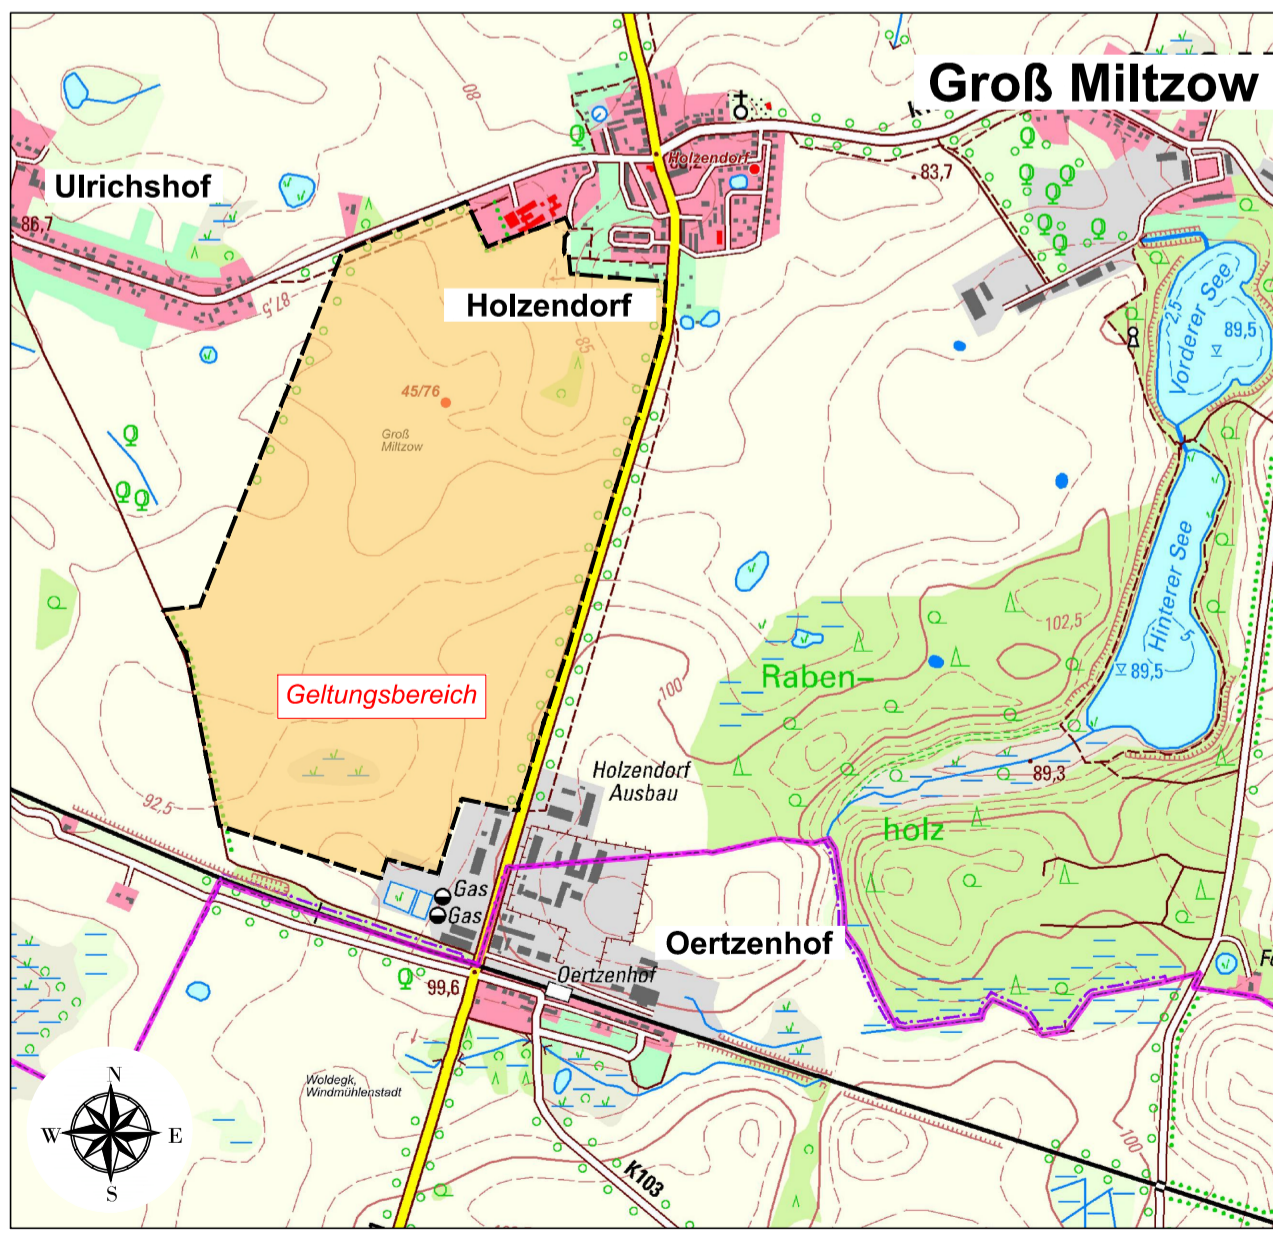 Groß Miltzow
80
Holzendorf
83,7
Ulrichshof
86,7
87,5
Holzendorf
85
Vorderer See
2,5
89,5
45/76
Groß
Miltzow
Hinterer See
5
89,5
102,5
Raben–
100
Geltungsbereich
Holzendorf
Ausbau
89,3
92,5
holz
Gas
Gas
Oertzenhof
Oertzenhof
99,6
Woldegk,
Windmühlenstadt
N
W
E
S
K103
100